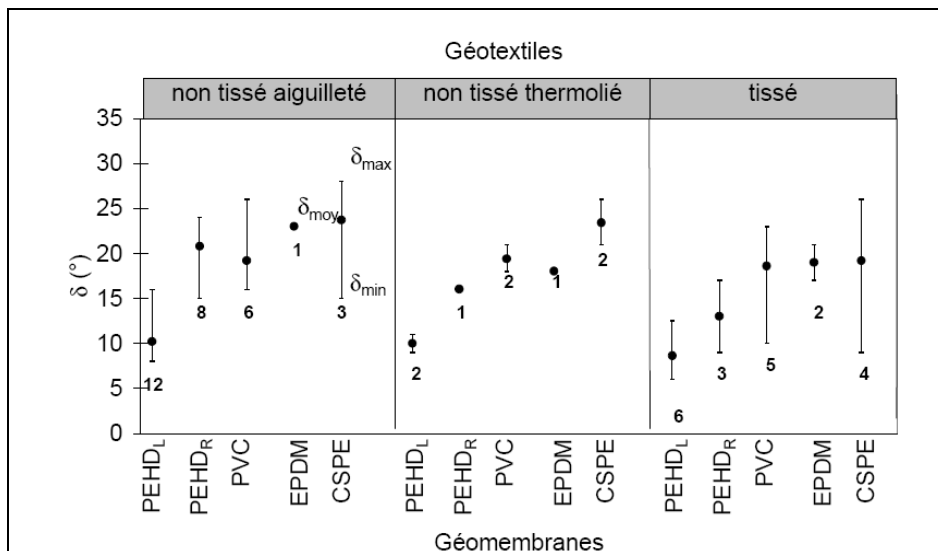 Géotextiles
non tissé aiguilleté non tissé thermolié tissé
35
30
25
20
15
10
5
0
δ (°)
δmax
δmoy
δmin
12 8 6 1 3
2 1 2 1 2
6 3 5 2 4
PEHDL PEHDR PVC EPDM CSPE PEHDL PEHDR PVC EPDM CSPE PEHDL PEHDR PVC EPDM CSPE
Géomembranes